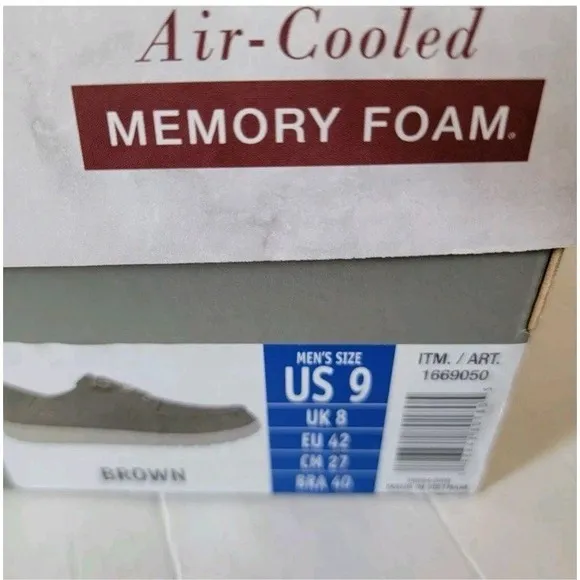 Air-Cooled
MEMORY FOAM.
MEN'S SIZE
US 9
UK 8
EU 42
CM 27
BRA 40
BROWN
ITM. / ART.
1669050